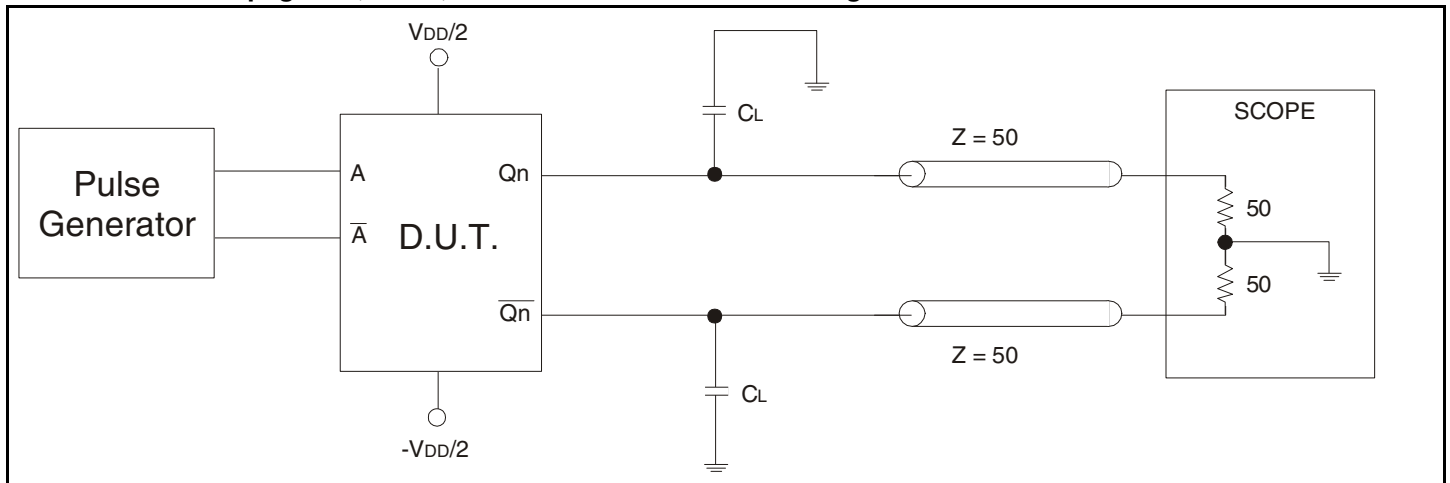 VDD/2
CL
SCOPE
Z = 50
Pulse
Generator
A
Qn
50
A
D.U.T.
50
Qn
Z = 50
CL
-VDD/2